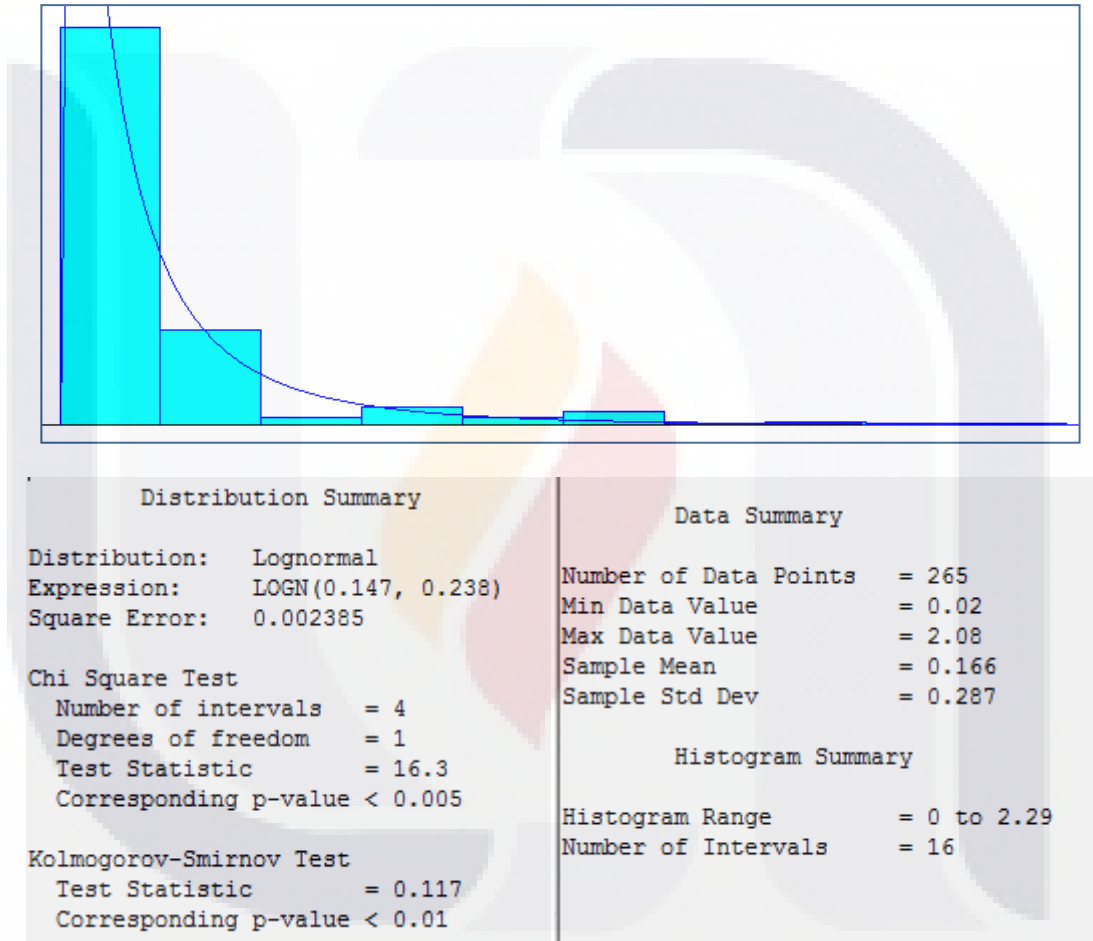 Distribution Summary
Distribution: Lognormal
Expression: LOGN(0.147, 0.238)
Square Error: 0.002385
Chi Square Test
Number of intervals = 4
Degrees of freedom = 1
Test Statistic = 16.3
Corresponding p-value < 0.005
Kolmogorov-Smirnov Test
Test Statistic = 0.117
Corresponding p-value < 0.01
Data Summary
Number of Data Points = 265
Min Data Value = 0.02
Max Data Value = 2.08
Sample Mean = 0.166
Sample Std Dev = 0.287
Histogram Summary
Histogram Range = 0 to 2.29
Number of Intervals = 16